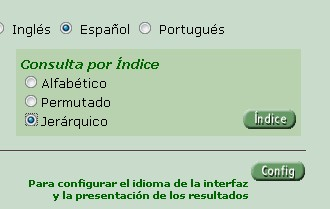 Inglés Español Portugués
Consulta por Índice
Alfabético
Permutado
Jerárquico
Índice
Config
Para configurar el idioma de la interfaz
y la presentación de los resultados